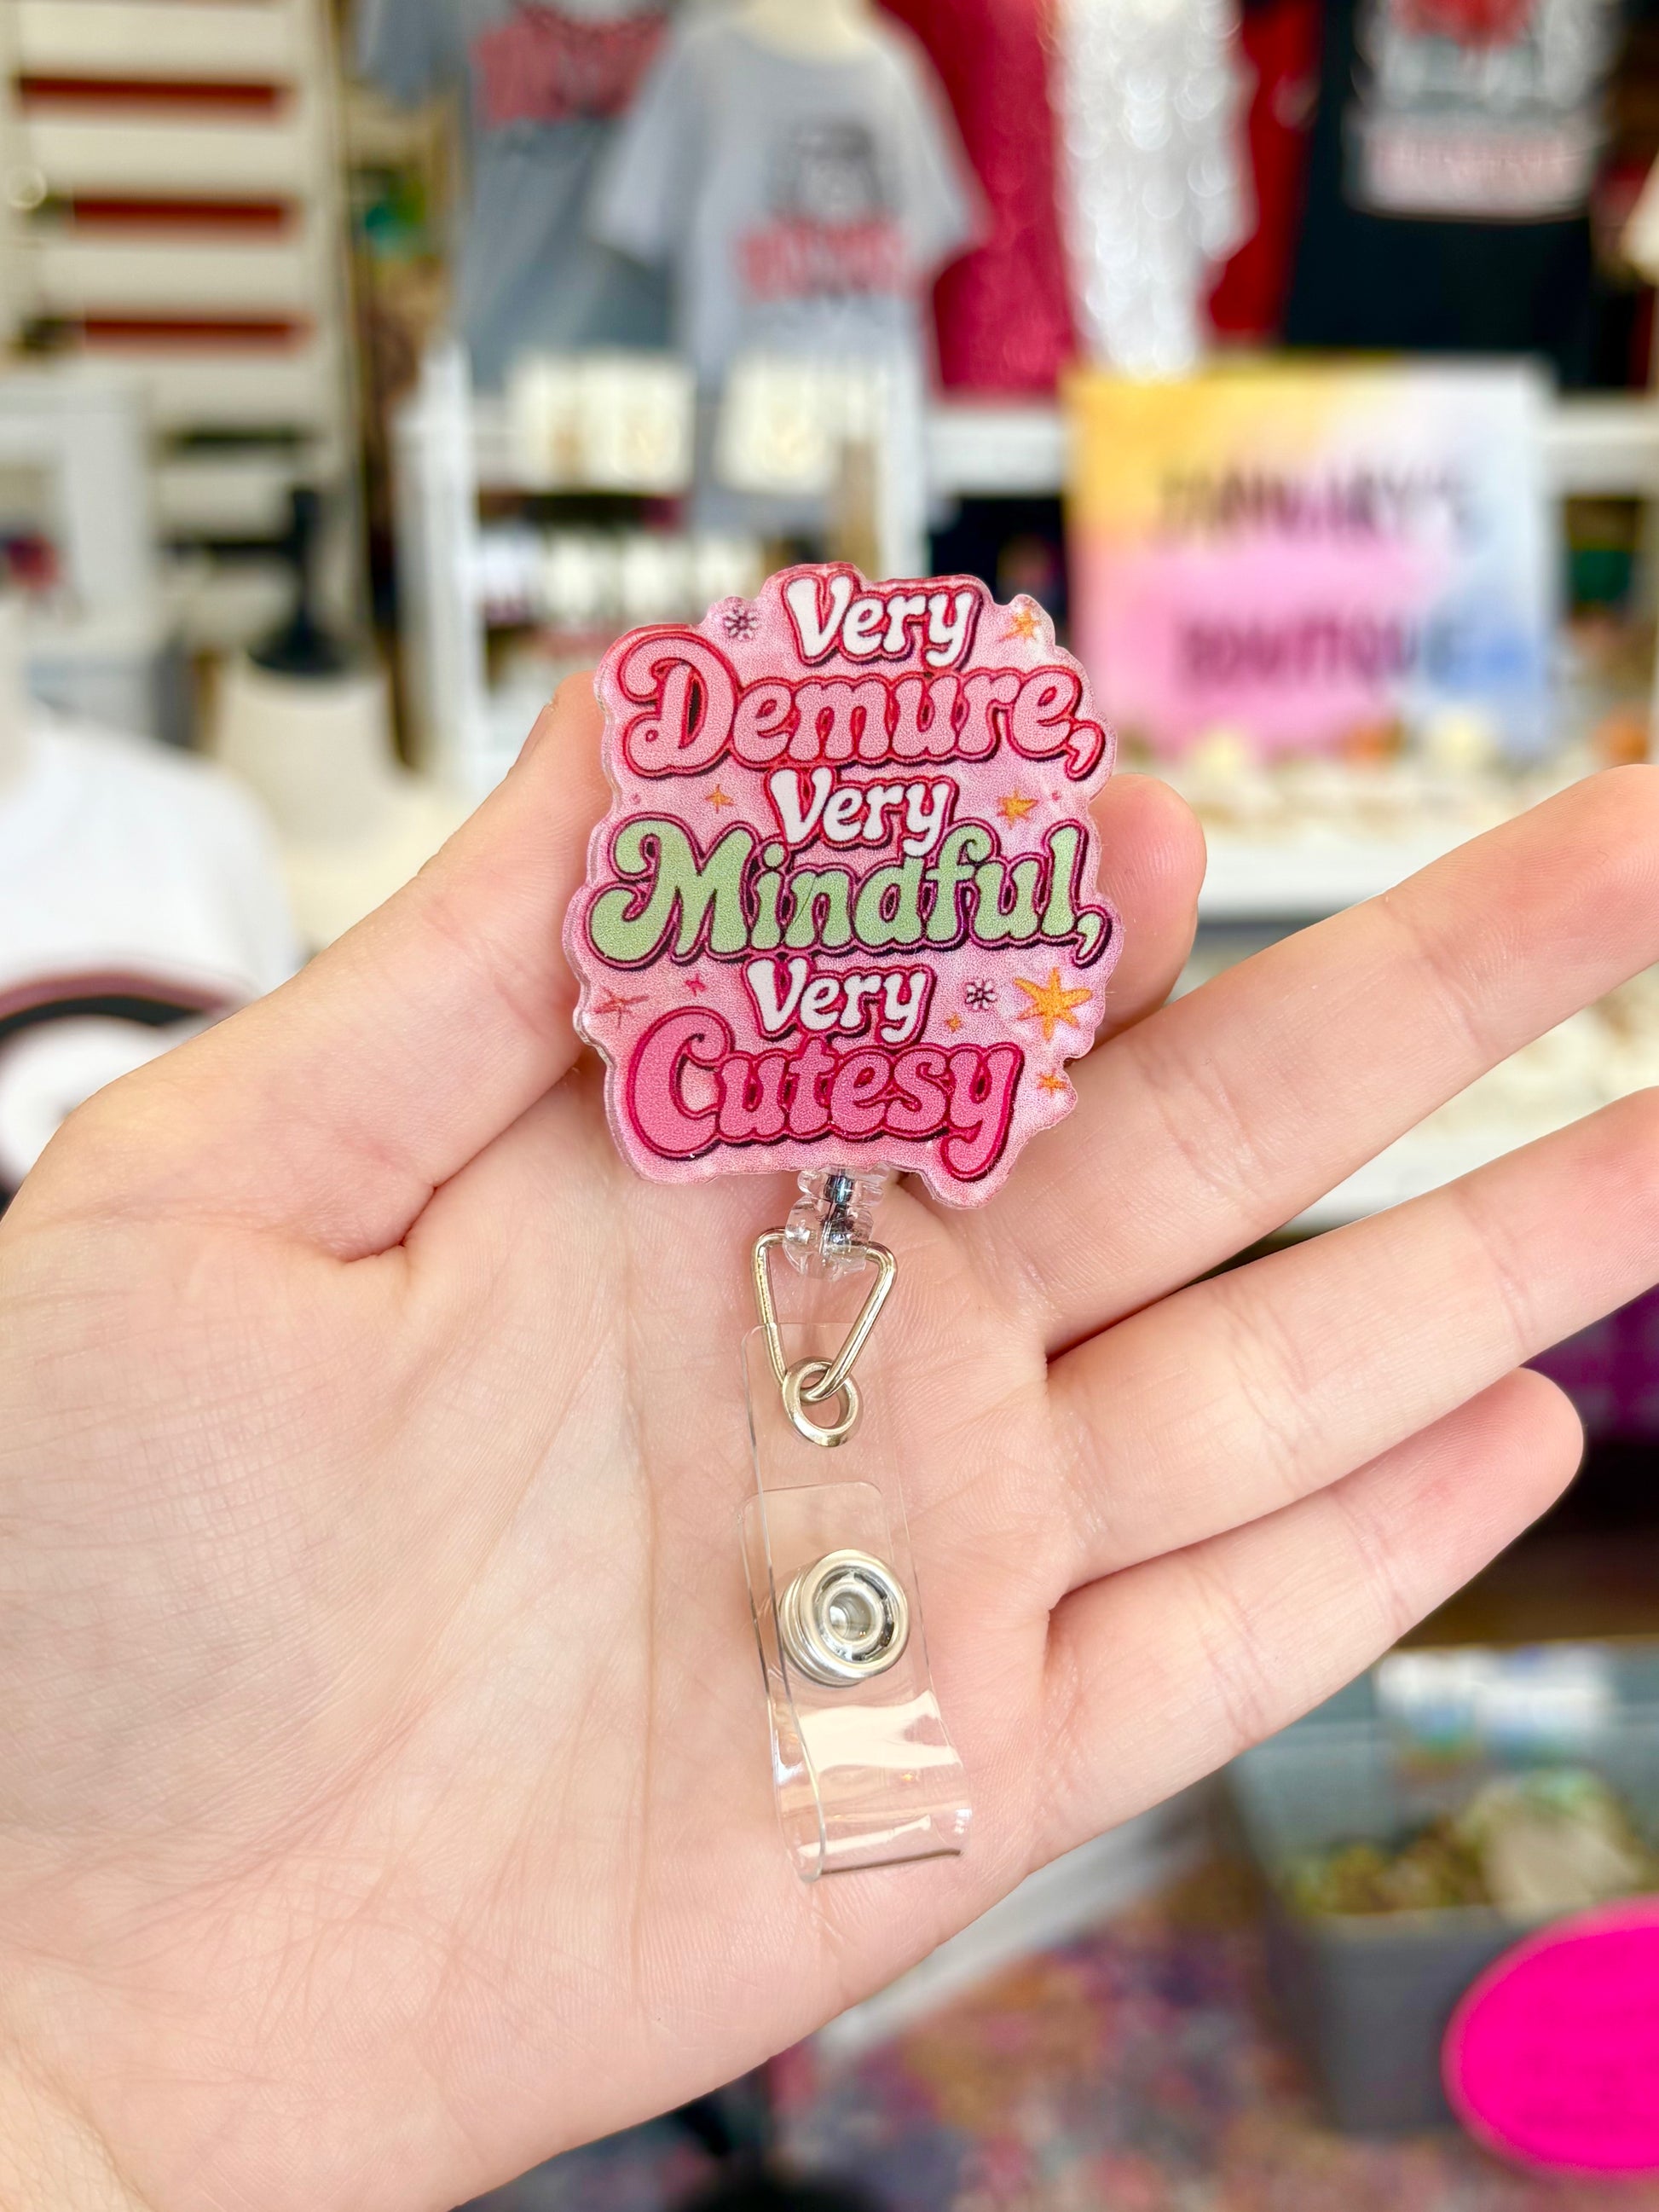 Very
Demure,
Very
Mindful,
Very
Cutesy